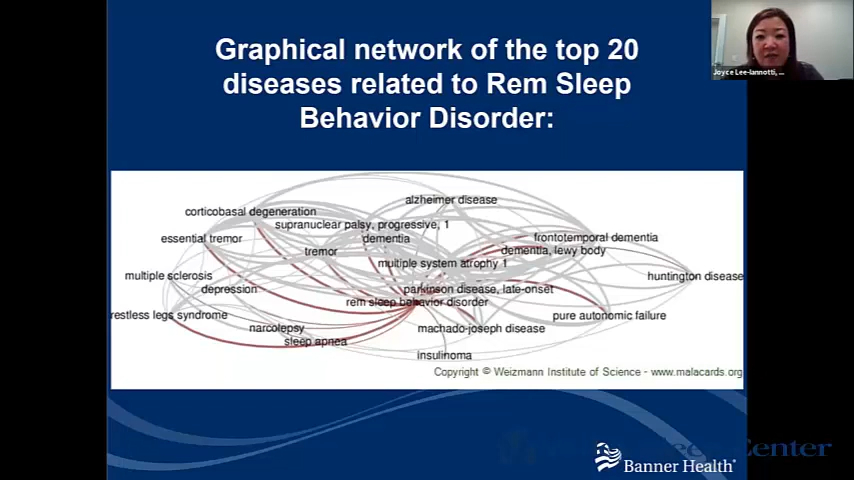 Graphical network of the top 20
diseases related to Rem Sleep
Behavior Disorder:
Joyce Lee-Iannotti, ...
alzheimer disease
corticobasal degeneration
supranuclear palsy, progressive, 1
essential tremor
dementia
frontotemporal dementia
tremor
dementia, lewy body
multiple system atrophy 1
multiple sclerosis
huntington disease
depression
parkinson disease, late-onset
rem sleep behavior disorder
restless legs syndrome
pure autonomic failure
narcolepsy
machado-joseph disease
sleep apnea
insulinoma
Copyright © Weizmann Institute of Science - www.malacards.org
Center
Banner Health